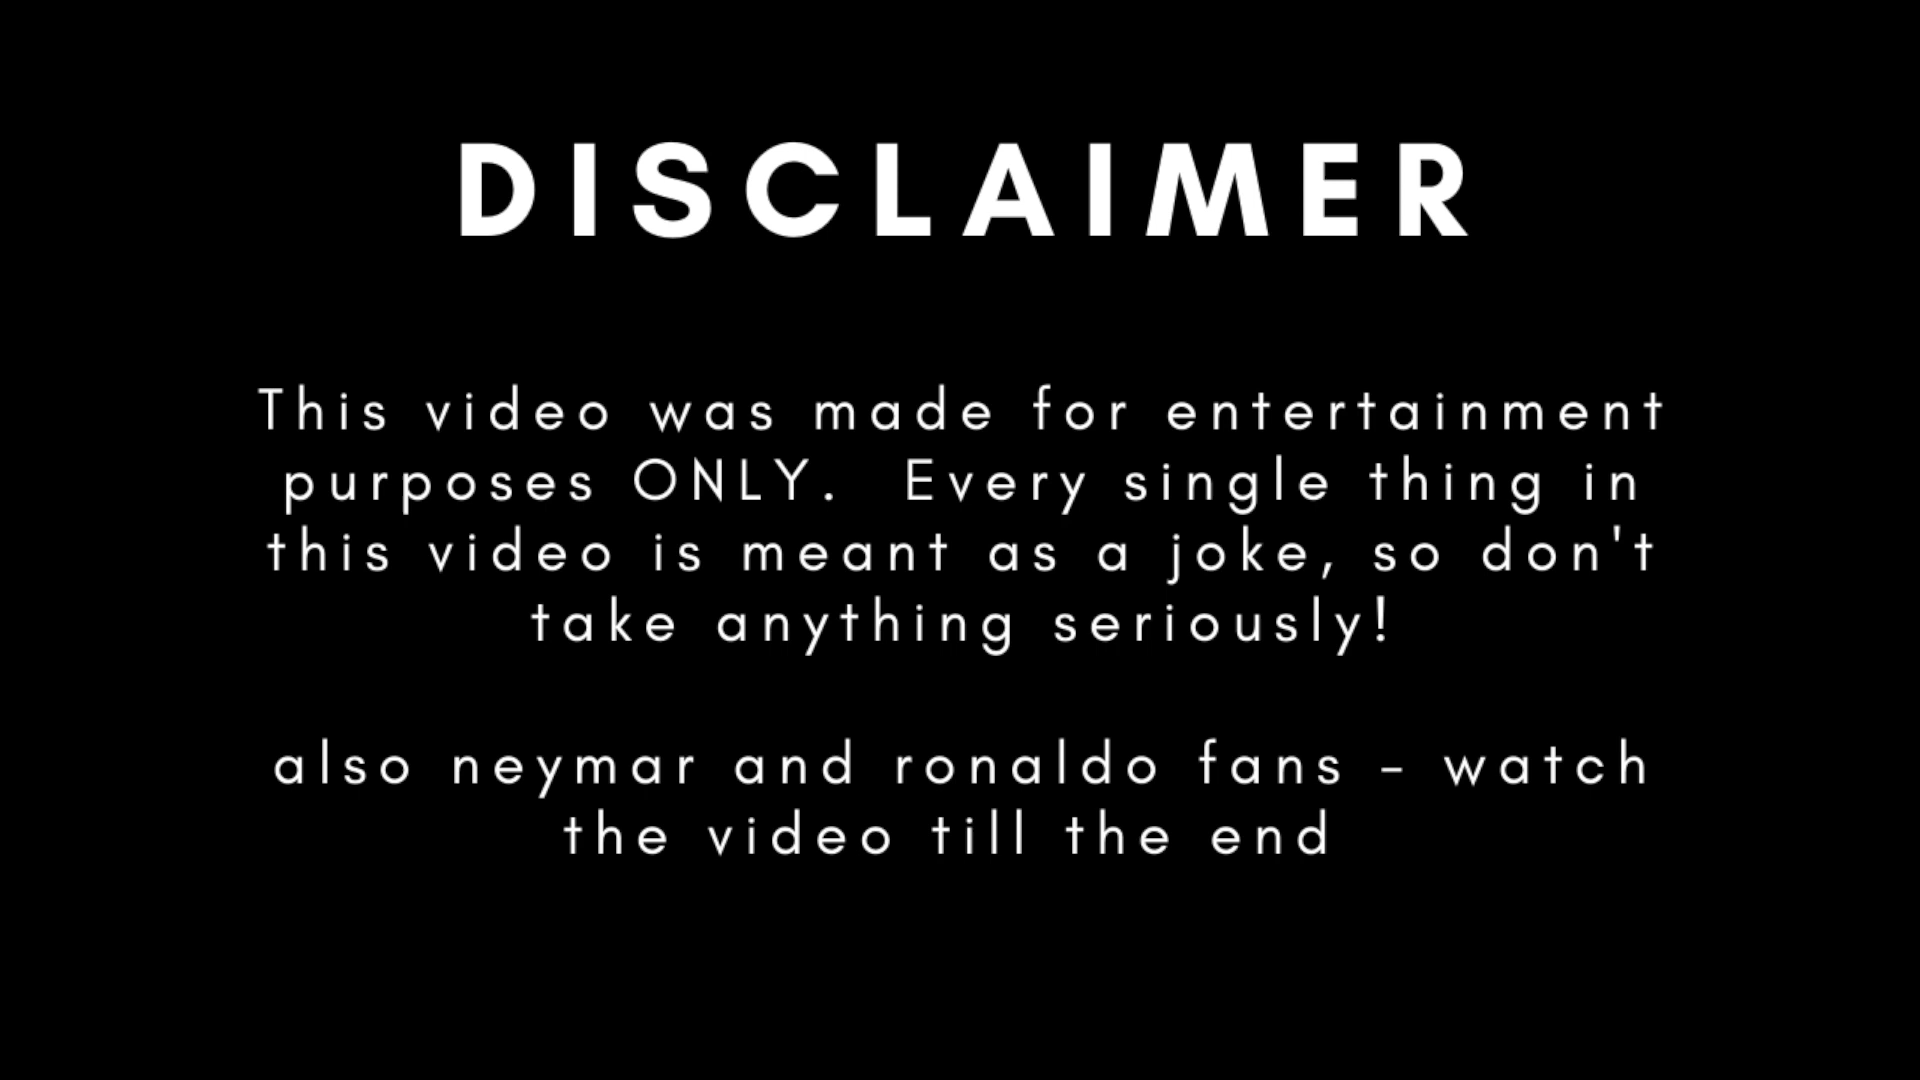 DISCLAIMER
This video was made for entertainment
purposes ONLY.  Every single thing in
this video is meant as a joke, so don't
take anything seriously!
also neymar and ronaldo fans - watch
the video till the end